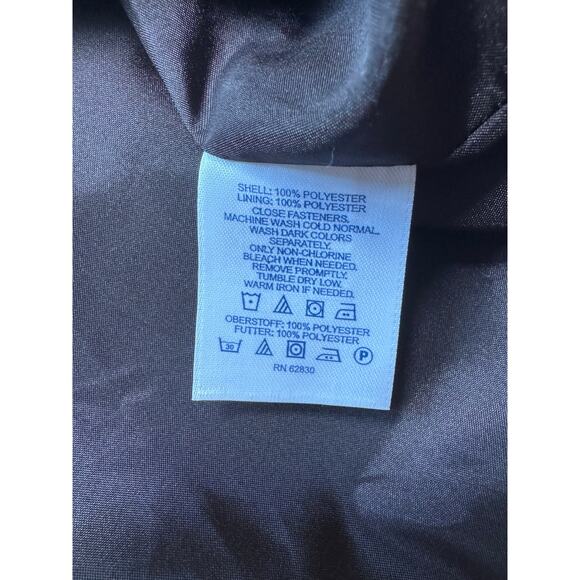 SHELL: 100% POLYESTER
LINING: 100% POLYESTER
CLOSE FASTENERS.
MACHINE WASH COLD NORMAL.
WASH DARK COLORS
SEPARATELY.
ONLY NON-CHLORINE
BLEACH WHEN NEEDED.
REMOVE PROMPTLY.
TUMBLE DRY LOW.
WARM IRON IF NEEDED.
OBERSTOFF: 100% POLYESTER
FUTTER: 100% POLYESTER
30 P
RN 62830